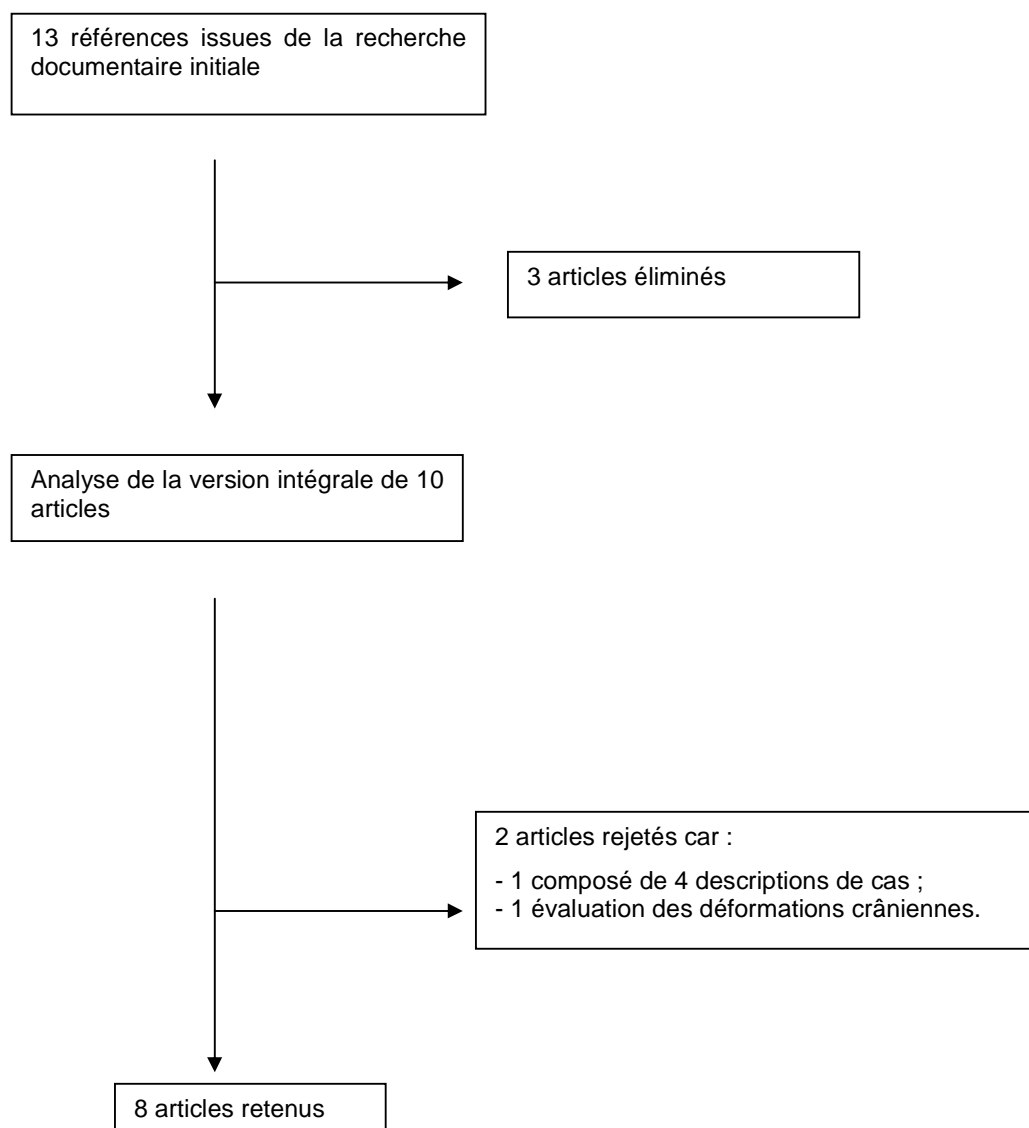 13 références issues de la recherche
documentaire initiale
3 articles éliminés
Analyse de la version intégrale de 10
articles
2 articles rejetés car :
- 1 composé de 4 descriptions de cas ;
- 1 évaluation des déformations crâniennes.
8 articles retenus